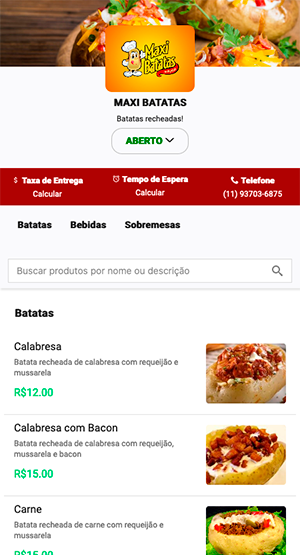 Maxi
Batatas
MAXI BATATAS
Batatas recheadas!
ABERTO
$ Taxa de Entrega
Calcular
Tempo de Espera
Calcular
Telefone
(11) 93703-6875
Batatas Bebidas Sobremesas
Buscar produtos por nome ou descrição
Batatas
Calabresa
Batata recheada de calabresa com requeijão e
mussarela
R$12.00
Calabresa com Bacon
Batata recheada de calabresa com requeijão,
mussarela e bacon
R$15.00
Carne
Batata recheada de carne com requeijão e
mussarela
R$15.00